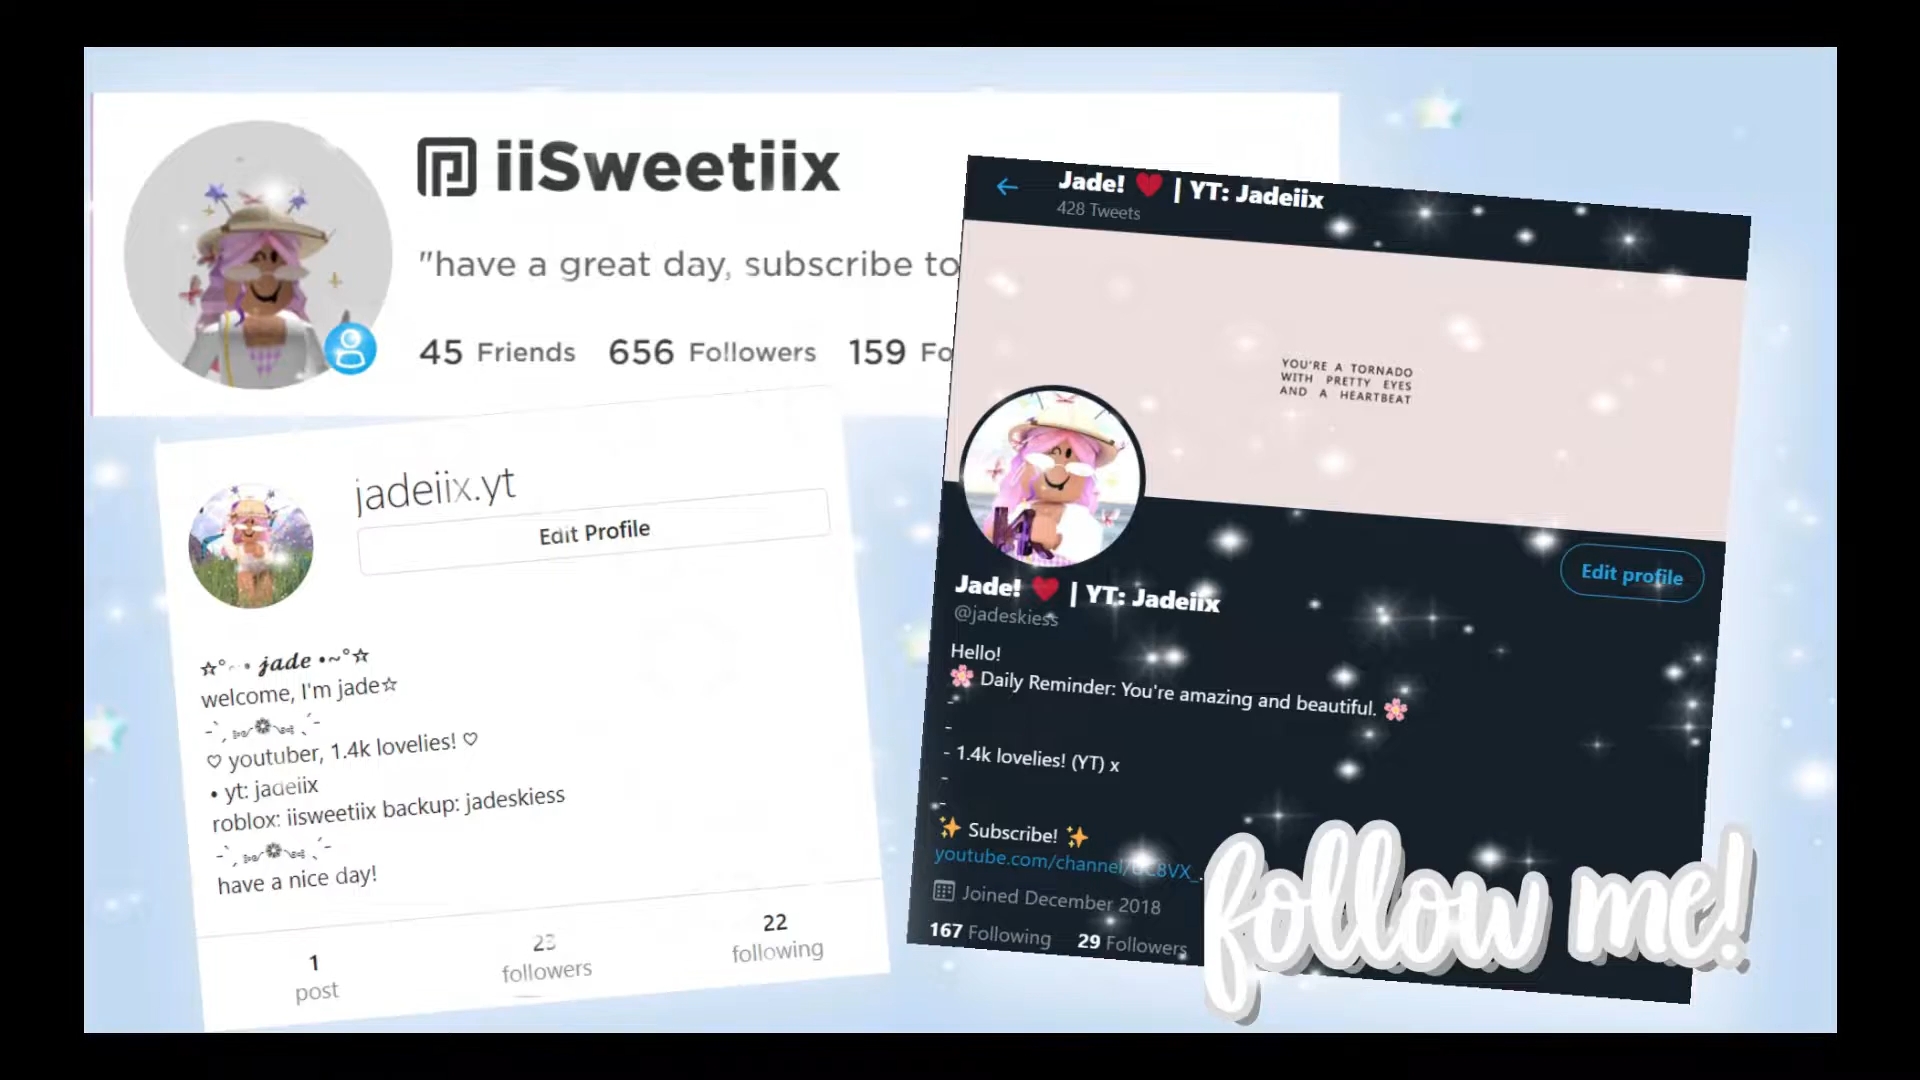 iiSweetiix
"have a great day, subscribe to
45 Friends 656 Followers 159 Fo
jadeiix.yt
Edit Profile
☆°~• jade •~°☆
welcome, I'm jade☆
♡ youtuber, 1.4k lovelies! ♡
• yt: jadeiix
roblox: iisweetiix backup: jadeskiess
have a nice day!
1 post
23 followers
22 following
Jade! ❤️ | YT: Jadeiix
428 Tweets
YOU'RE A TORNADO
WITH PRETTY EYES
AND A HEARTBEAT
Edit profile
Jade! ❤️ | YT: Jadeiix
@jadeskiess
Hello!
🌸 Daily Reminder: You're amazing and beautiful. 🌸
-
-
- 1.4k lovelies! (YT) x
-
-
✨ Subscribe! ✨
youtube.com/channel/
Joined December 2018
167 Following 29 Followers
follow me!